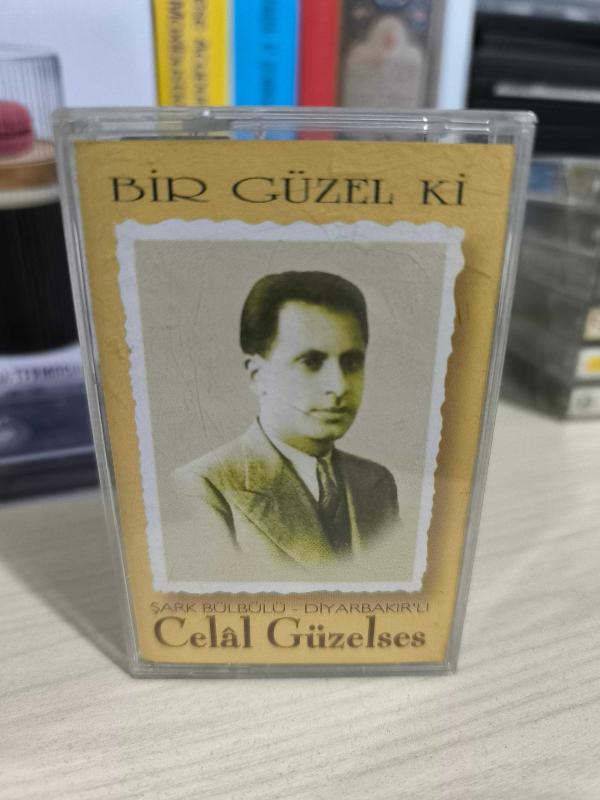 BİR GÜZEL Kİ
ŞARK BÜLBÜLÜ - DİYARBAKIR'LI
Celâl Güzelses